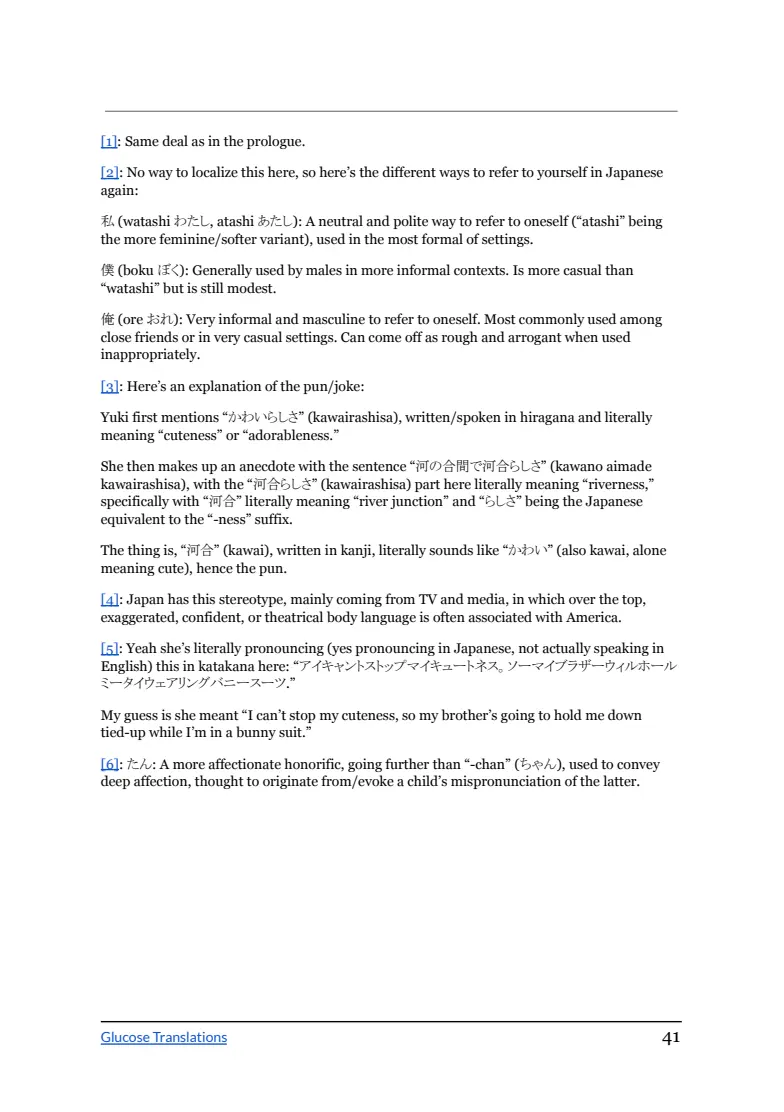 [1]: Same deal as in the prologue.
[2]: No way to localize this here, so here’s the different ways to refer to yourself in Japanese
again:
私 (watashi わたし, atashi あたし): A neutral and polite way to refer to oneself (“atashi” being
the more feminine/softer variant), used in the most formal of settings.
僕 (boku ぼく): Generally used by males in more informal contexts. Is more casual than
“watashi” but is still modest.
俺 (ore おれ): Very informal and masculine to refer to oneself. Most commonly used among
close friends or in very casual settings. Can come off as rough and arrogant when used
inappropriately.
[3]: Here’s an explanation of the pun/joke:
Yuki first mentions “かわいらしさ” (kawairashisa), written/spoken in hiragana and literally
meaning “cuteness” or “adorableness.”
She then makes up an anecdote with the sentence “河の合間で河合らしさ” (kawano aimade
kawairashisa), with the “河合らしさ” (kawairashisa) part here literally meaning “riverness,”
specifically with “河合” literally meaning “river junction” and “らしさ” being the Japanese
equivalent to the “-ness” suffix.
The thing is, “河合” (kawai), written in kanji, literally sounds like “かわい” (also kawai, alone
meaning cute), hence the pun.
[4]: Japan has this stereotype, mainly coming from TV and media, in which over the top,
exaggerated, confident, or theatrical body language is often associated with America.
[5]: Yeah she’s literally pronouncing (yes pronouncing in Japanese, not actually speaking in
English) this in katakana here: “アイキャントストップマイキュートネス。ソーマイブラザーウィルホール
ミータイウェアリングバニースーツ.”
My guess is she meant “I can’t stop my cuteness, so my brother’s going to hold me down
tied-up while I’m in a bunny suit.”
[6]: たん: A more affectionate honorific, going further than “-chan” (ちゃん), used to convey
deep affection, thought to originate from/evoke a child’s mispronunciation of the latter.
Glucose Translations
41